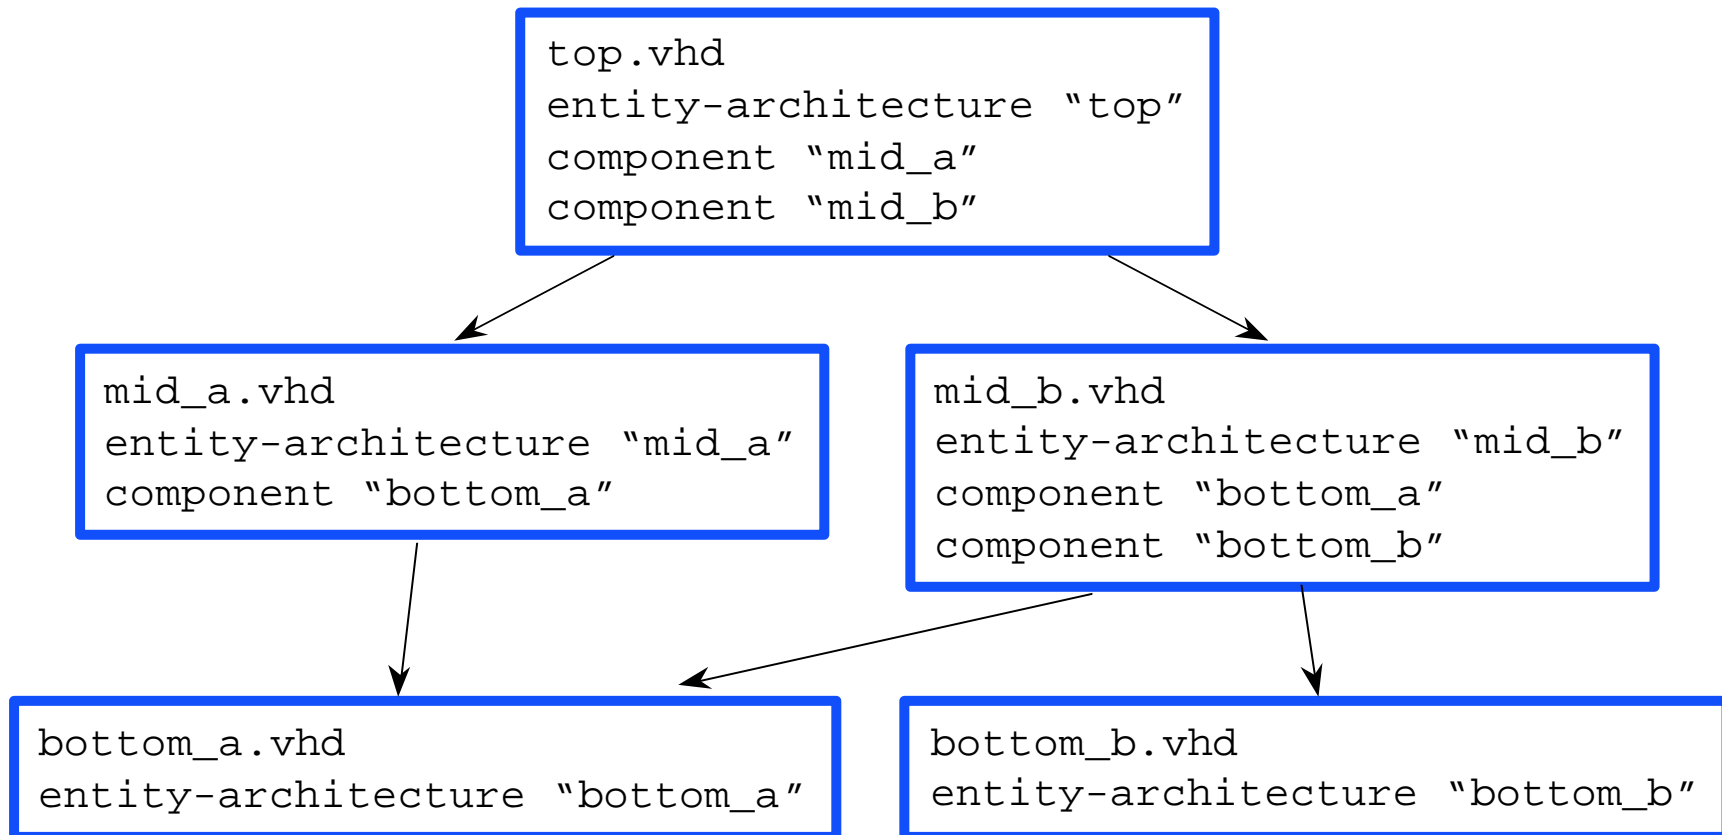 top.vhd
entity-architecture “top”
component “mid_a”
component “mid_b”
mid_a.vhd
entity-architecture “mid_a”
component “bottom_a”
mid_b.vhd
entity-architecture “mid_b”
component “bottom_a”
component “bottom_b”
bottom_a.vhd
entity-architecture “bottom_a”
bottom_b.vhd
entity-architecture “bottom_b”